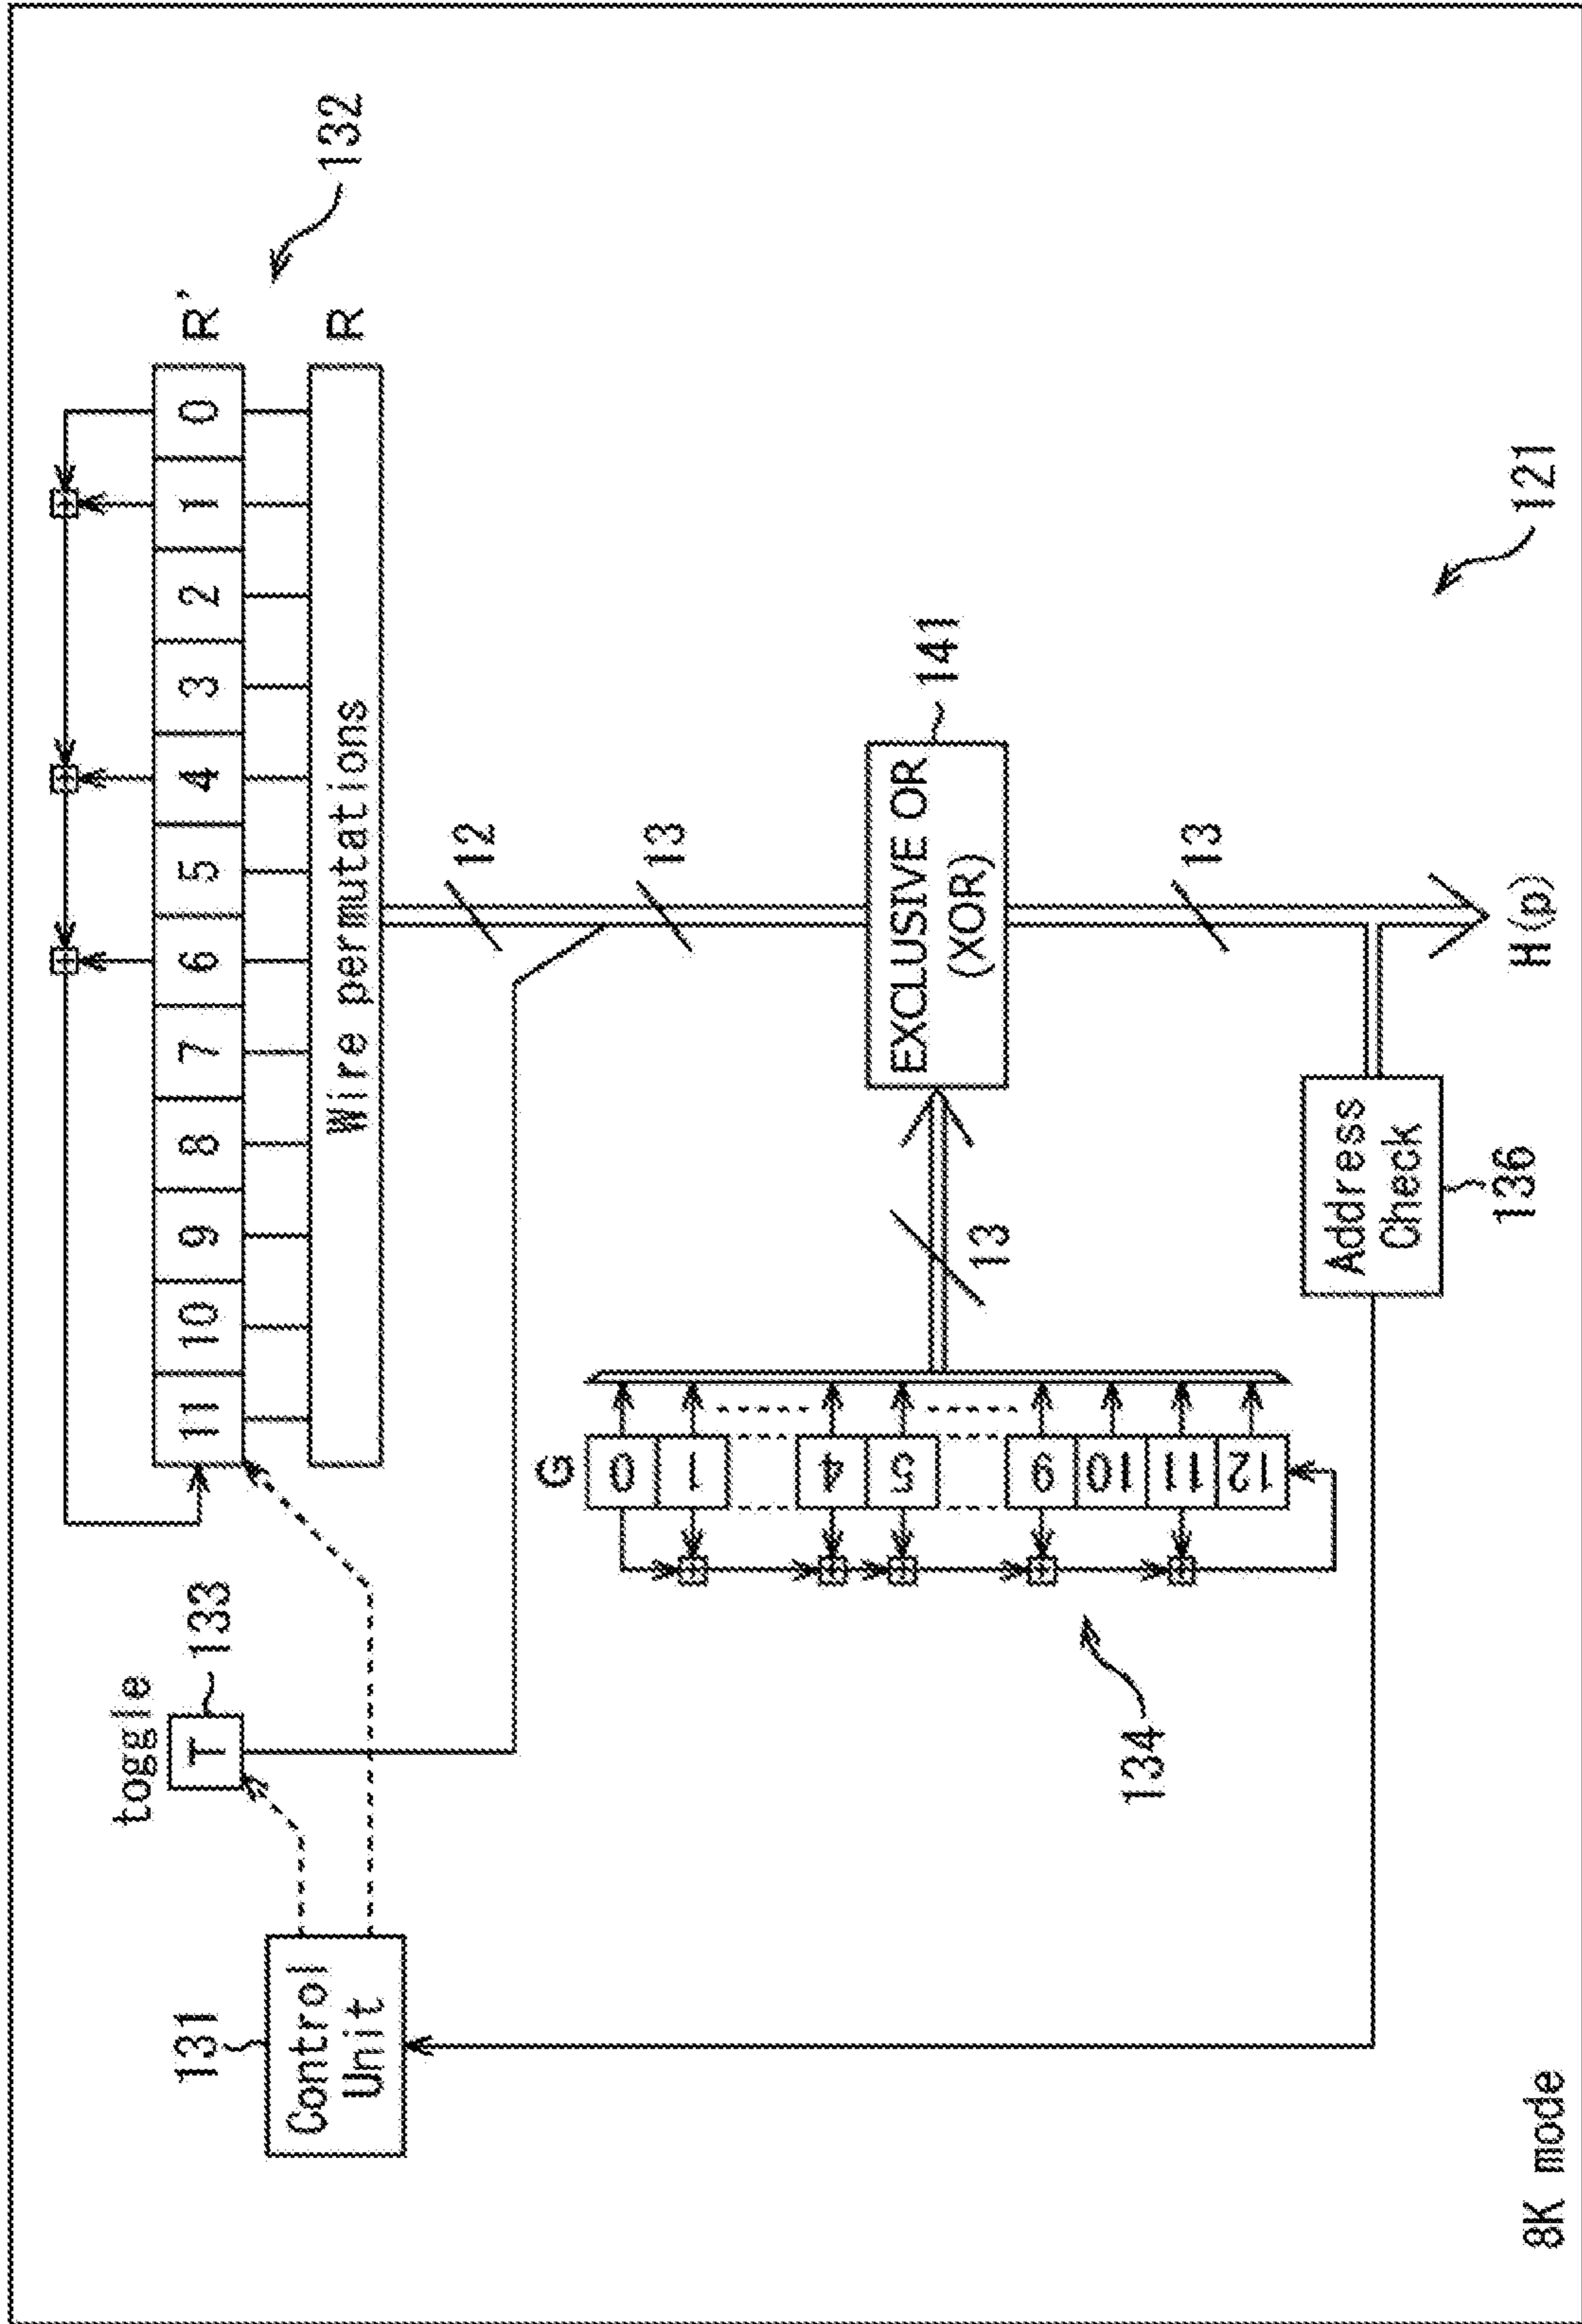 toggle
133
T
131
Control
Unit
11 10 9 8 7 6 5 4 3 2 1 0
R'
132
Wire permutations
R
12
13
G
0
1
4
5
9
10
11
12
13
134
EXCLUSIVE OR
(XOR)
141
13
Address
Check
136
121
H(p)
8K mode